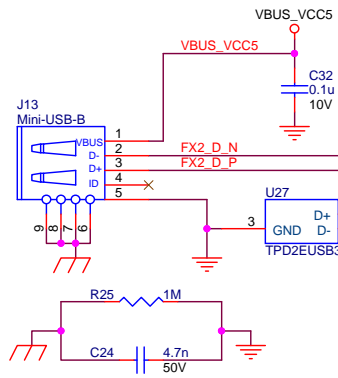 VBUS_VCC5
VBUS_VCC5
C32
0.1u
10V
J13
Mini-USB-B
VBUS 1
D- 2 FX2_D_N
D+ 3 FX2_D_P
ID 4
5
9 8 7 6
U27
3 GND D+
D-
TPD2EUSB3
R25 1M
C24 4.7n
50V